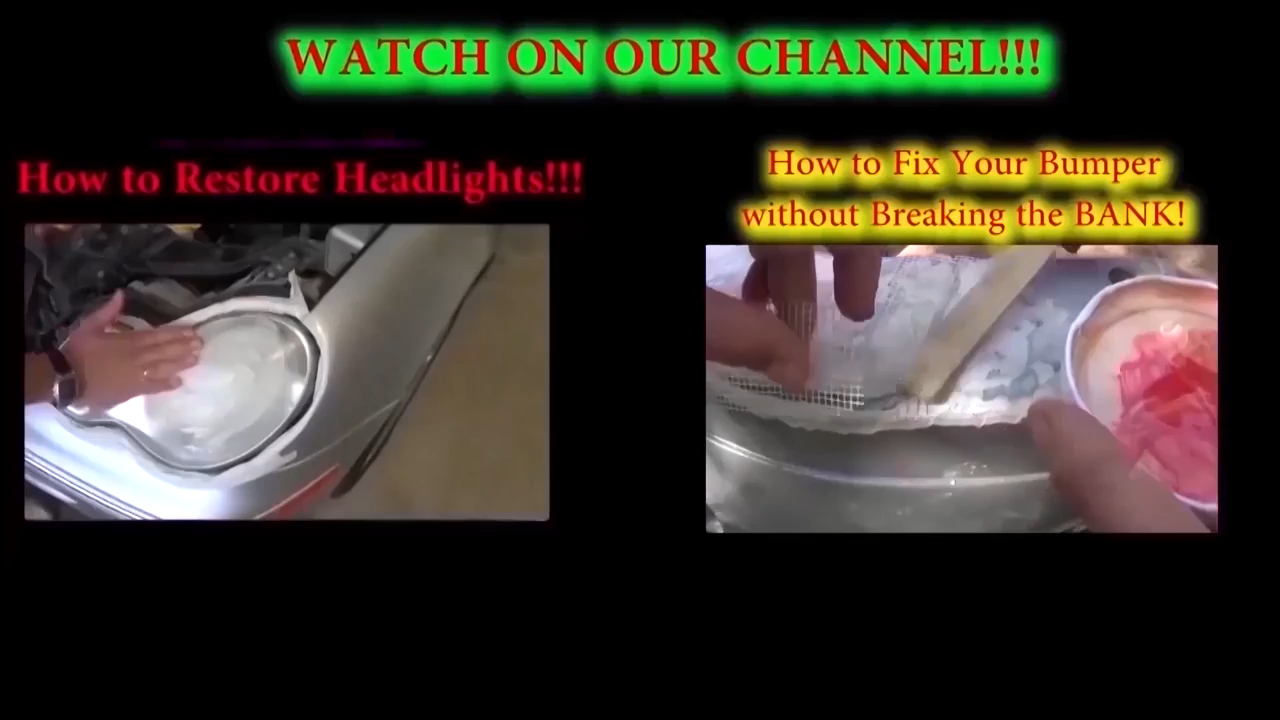 WATCH ON OUR CHANNEL!!!
How to Restore Headlights!!!
How to Fix Your Bumper
without Breaking the BANK!